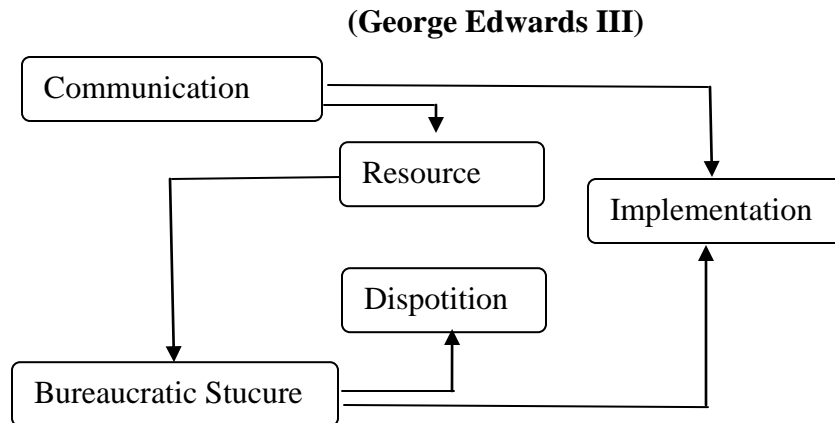 (George Edwards III)
Communication
Resource
Implementation
Dispotition
Bureaucratic Stucure